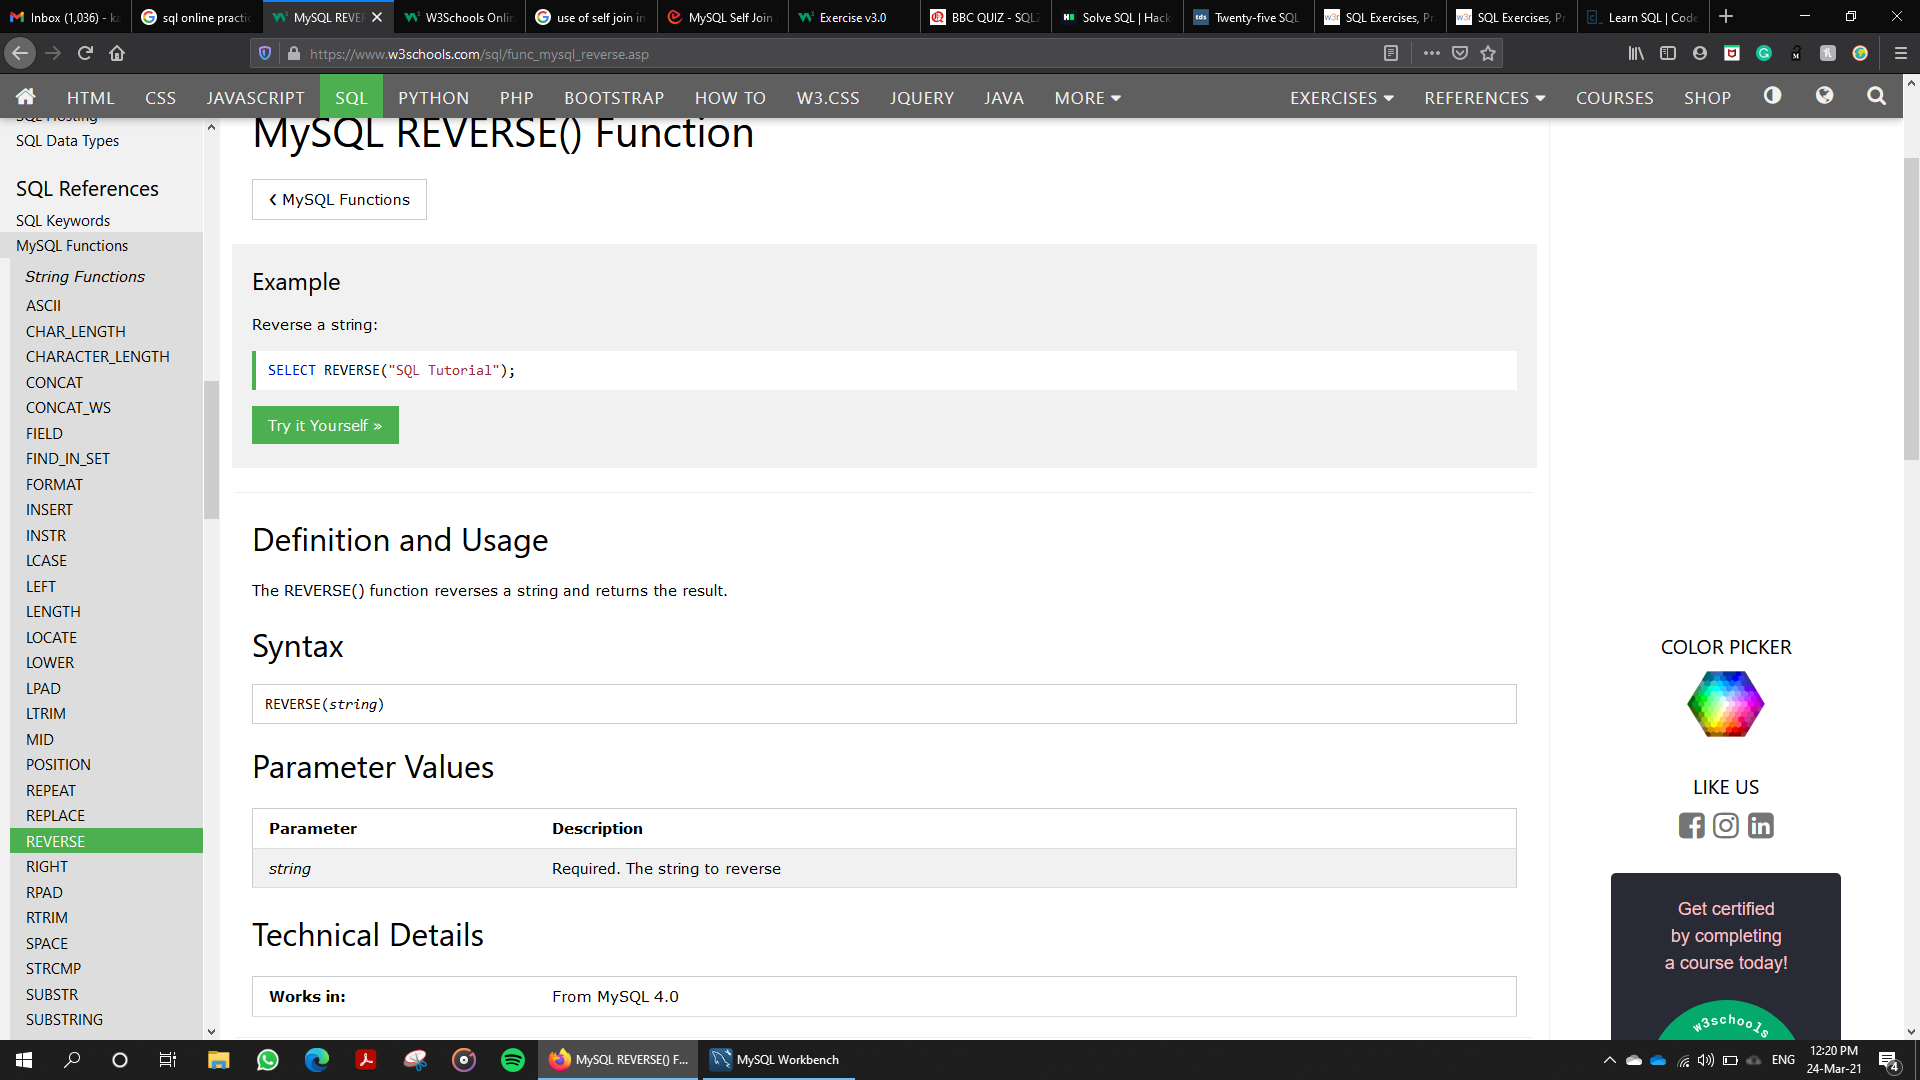 Inbox (1,036) - ka
sql online practic
MySQL REVER
W3Schools Onlin
use of self join in
MySQL Self Join
Exercise v3.0
BBC QUIZ - SQLZ
Solve SQL | Hack
Twenty-five SQL
SQL Exercises, Pr
SQL Exercises, Pr
Learn SQL | Code
https://www.w3schools.com/sql/func_mysql_reverse.asp
HTML CSS JAVASCRIPT SQL PYTHON PHP BOOTSTRAP HOW TO W3.CSS JQUERY JAVA MORE EXERCISES REFERENCES COURSES SHOP
SQL Hosting
SQL Data Types
SQL References
SQL Keywords
MySQL Functions
String Functions
ASCII
CHAR_LENGTH
CHARACTER_LENGTH
CONCAT
CONCAT_WS
FIELD
FIND_IN_SET
FORMAT
INSERT
INSTR
LCASE
LEFT
LENGTH
LOCATE
LOWER
LPAD
LTRIM
MID
POSITION
REPEAT
REPLACE
REVERSE
RIGHT
RPAD
RTRIM
SPACE
STRCMP
SUBSTR
SUBSTRING
MySQL REVERSE() Function
❮ MySQL Functions
Example
Reverse a string:
SELECT REVERSE("SQL Tutorial");
Try it Yourself »
Definition and Usage
The REVERSE() function reverses a string and returns the result.
Syntax
REVERSE(string)
Parameter Values
Parameter Description
string Required. The string to reverse
Technical Details
Works in: From MySQL 4.0
COLOR PICKER
LIKE US
Get certified
by completing
a course today!
w3schools
MySQL REVERSE() F...
MySQL Workbench
ENG
12:20 PM
24-Mar-21
4